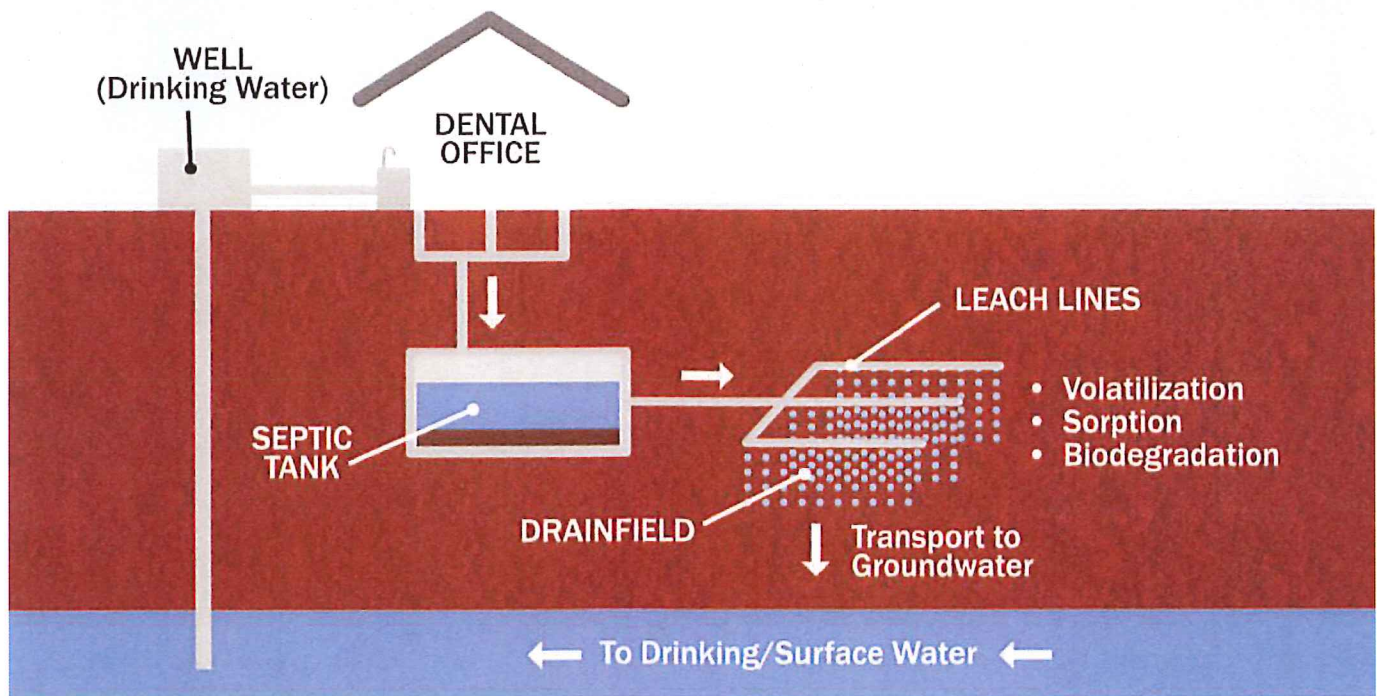 WELL
(Drinking Water)
DENTAL
OFFICE
LEACH LINES
• Volatilization
• Sorption
• Biodegradation
SEPTIC
TANK
DRAINFIELD
Transport to
Groundwater
To Drinking/Surface Water